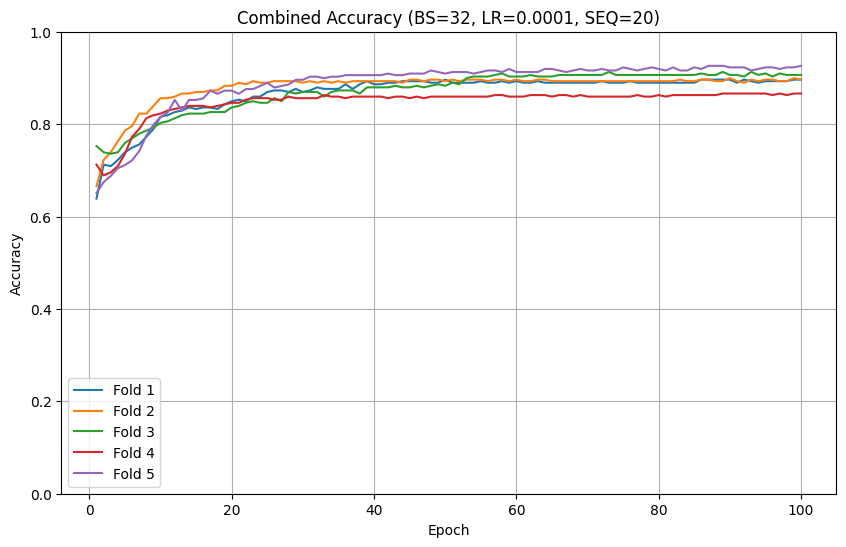 Combined Accuracy (BS=32, LR=0.0001, SEQ=20)
1.0
0.8
0.6
0.4
0.2
0.0
Accuracy
Fold 1
Fold 2
Fold 3
Fold 4
Fold 5
0 20 40 60 80 100
Epoch